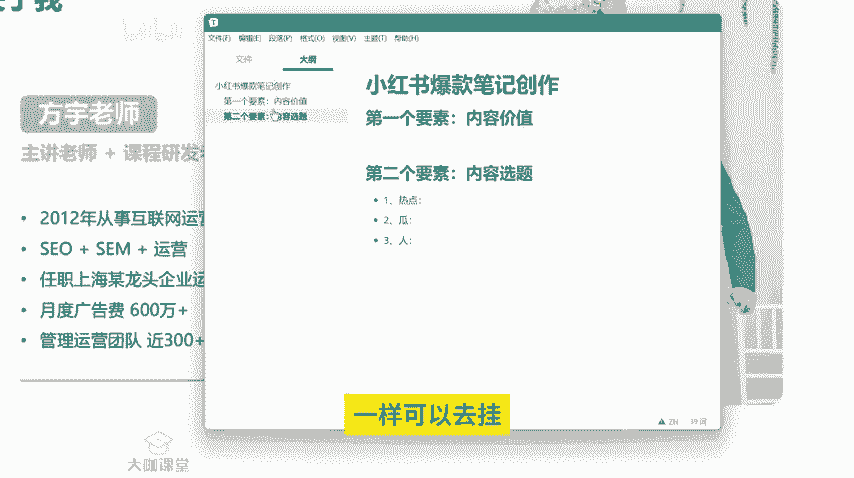 于我
方宇老师
主讲老师 + 课程研发
• 2012年从事互联网运营
• SEO + SEM + 运营
• 任职上海某龙头企业运
• 月度广告费 600万+
• 管理运营团队 近300+
大咖课堂
文件(F) 编辑(E) 段落(P) 格式(O) 视图(V) 主题(T) 帮助(H)
文件 大纲
小红书爆款笔记创作
第一个要素：内容价值
第二个要素：内容选题
小红书爆款笔记创作
第一个要素：内容价值
第二个要素：内容选题
• 1、热点：
• 2、瓜：
• 3、人：
ZH 39 词
一样可以去挂